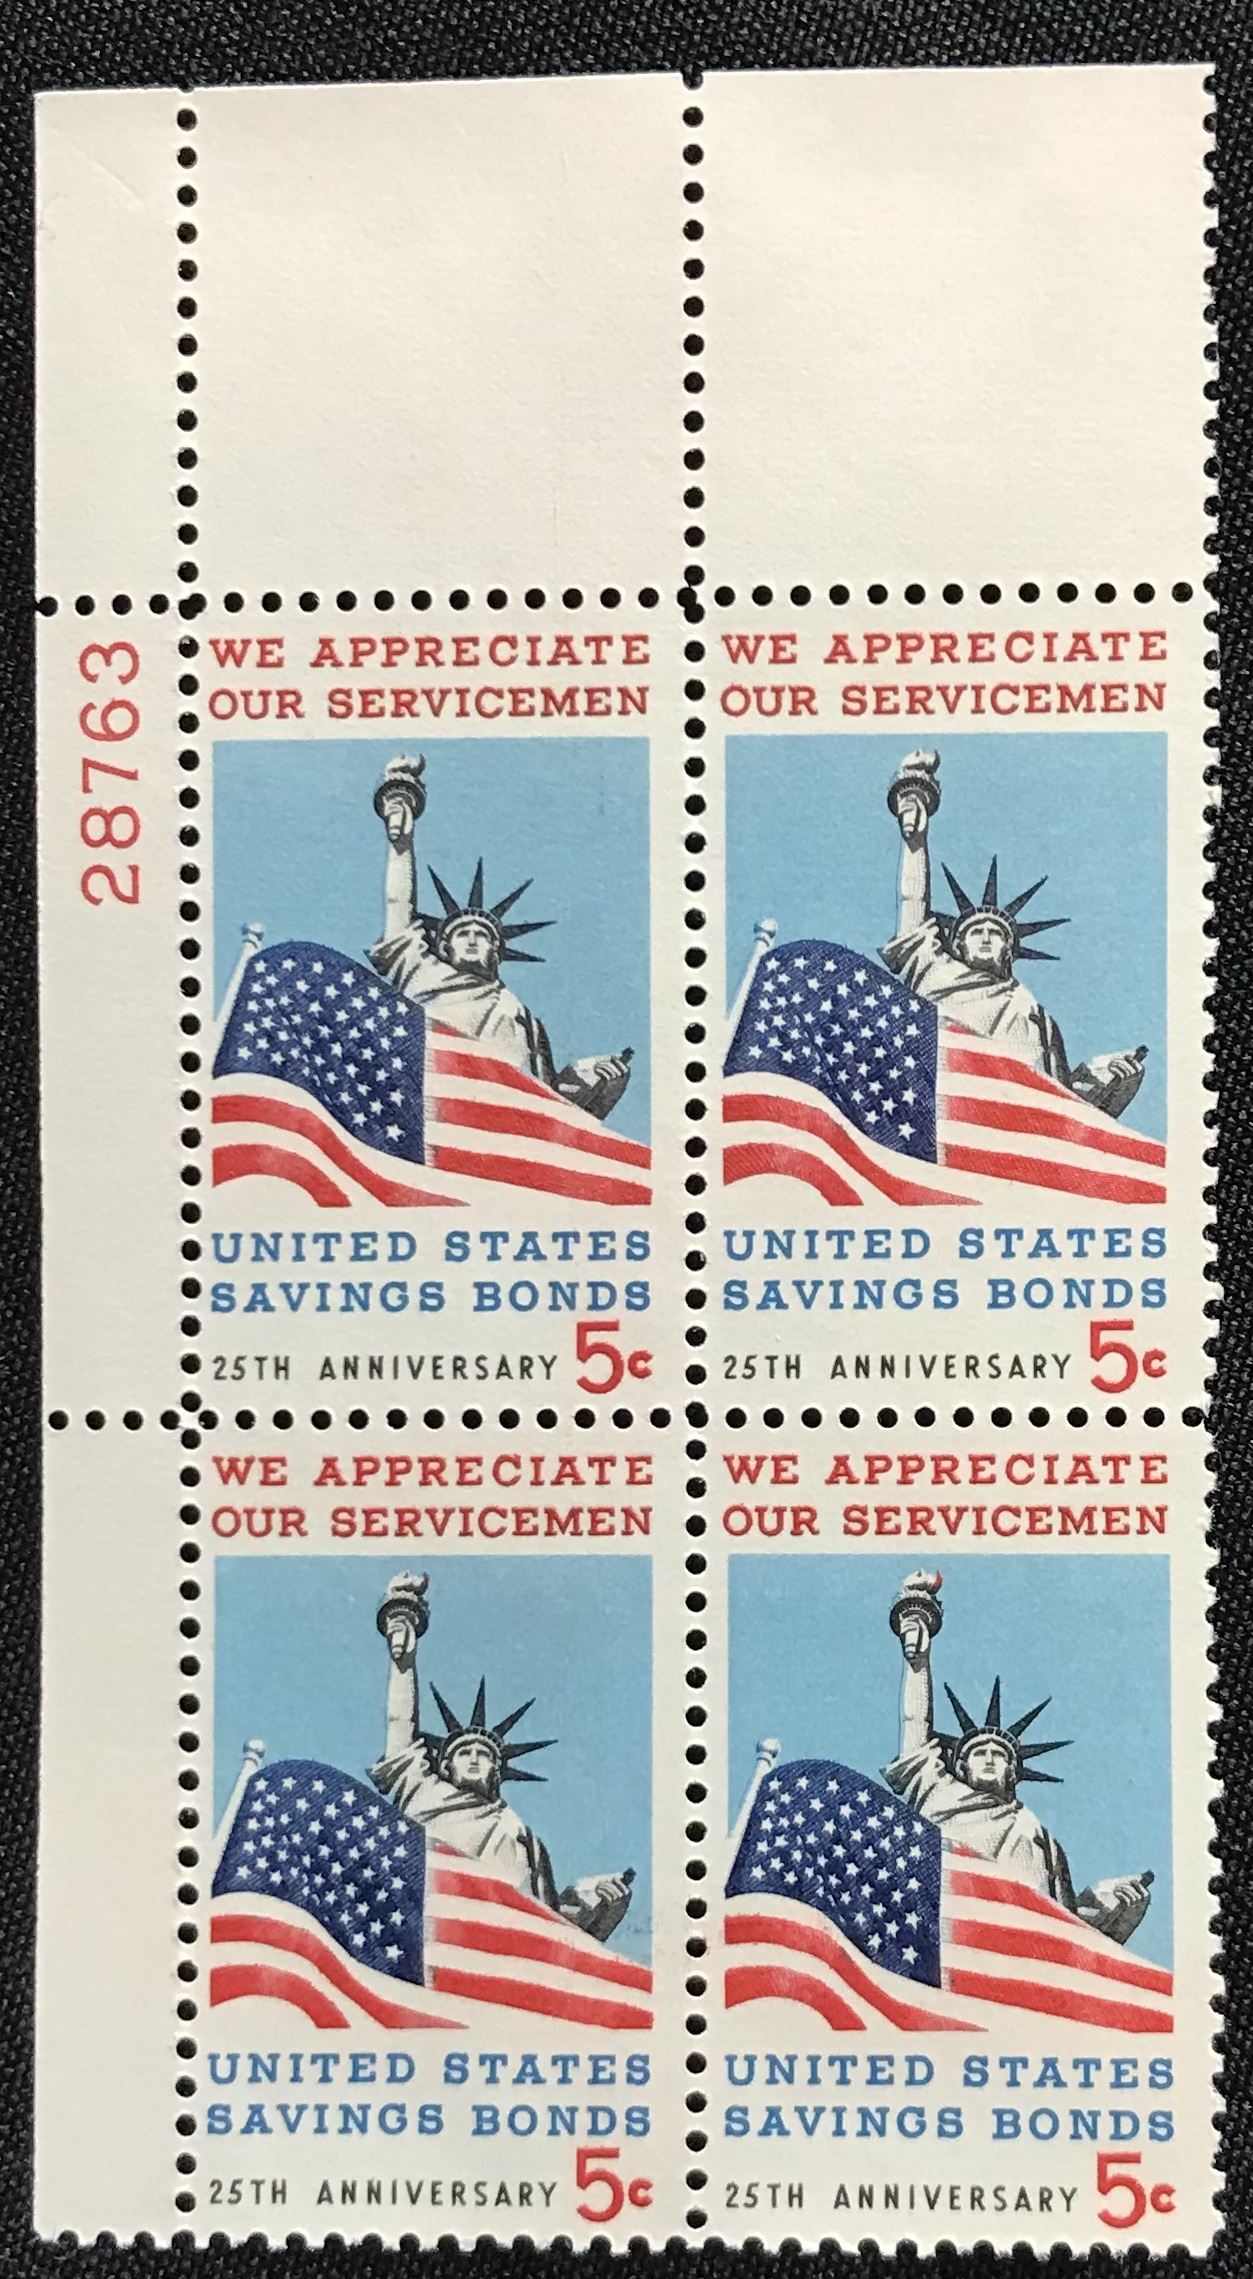 28763
WE APPRECIATE
OUR SERVICEMEN
UNITED STATES
SAVINGS BONDS
25TH ANNIVERSARY 5c
WE APPRECIATE
OUR SERVICEMEN
UNITED STATES
SAVINGS BONDS
25TH ANNIVERSARY 5c
WE APPRECIATE
OUR SERVICEMEN
UNITED STATES
SAVINGS BONDS
25TH ANNIVERSARY 5c
WE APPRECIATE
OUR SERVICEMEN
UNITED STATES
SAVINGS BONDS
25TH ANNIVERSARY 5c